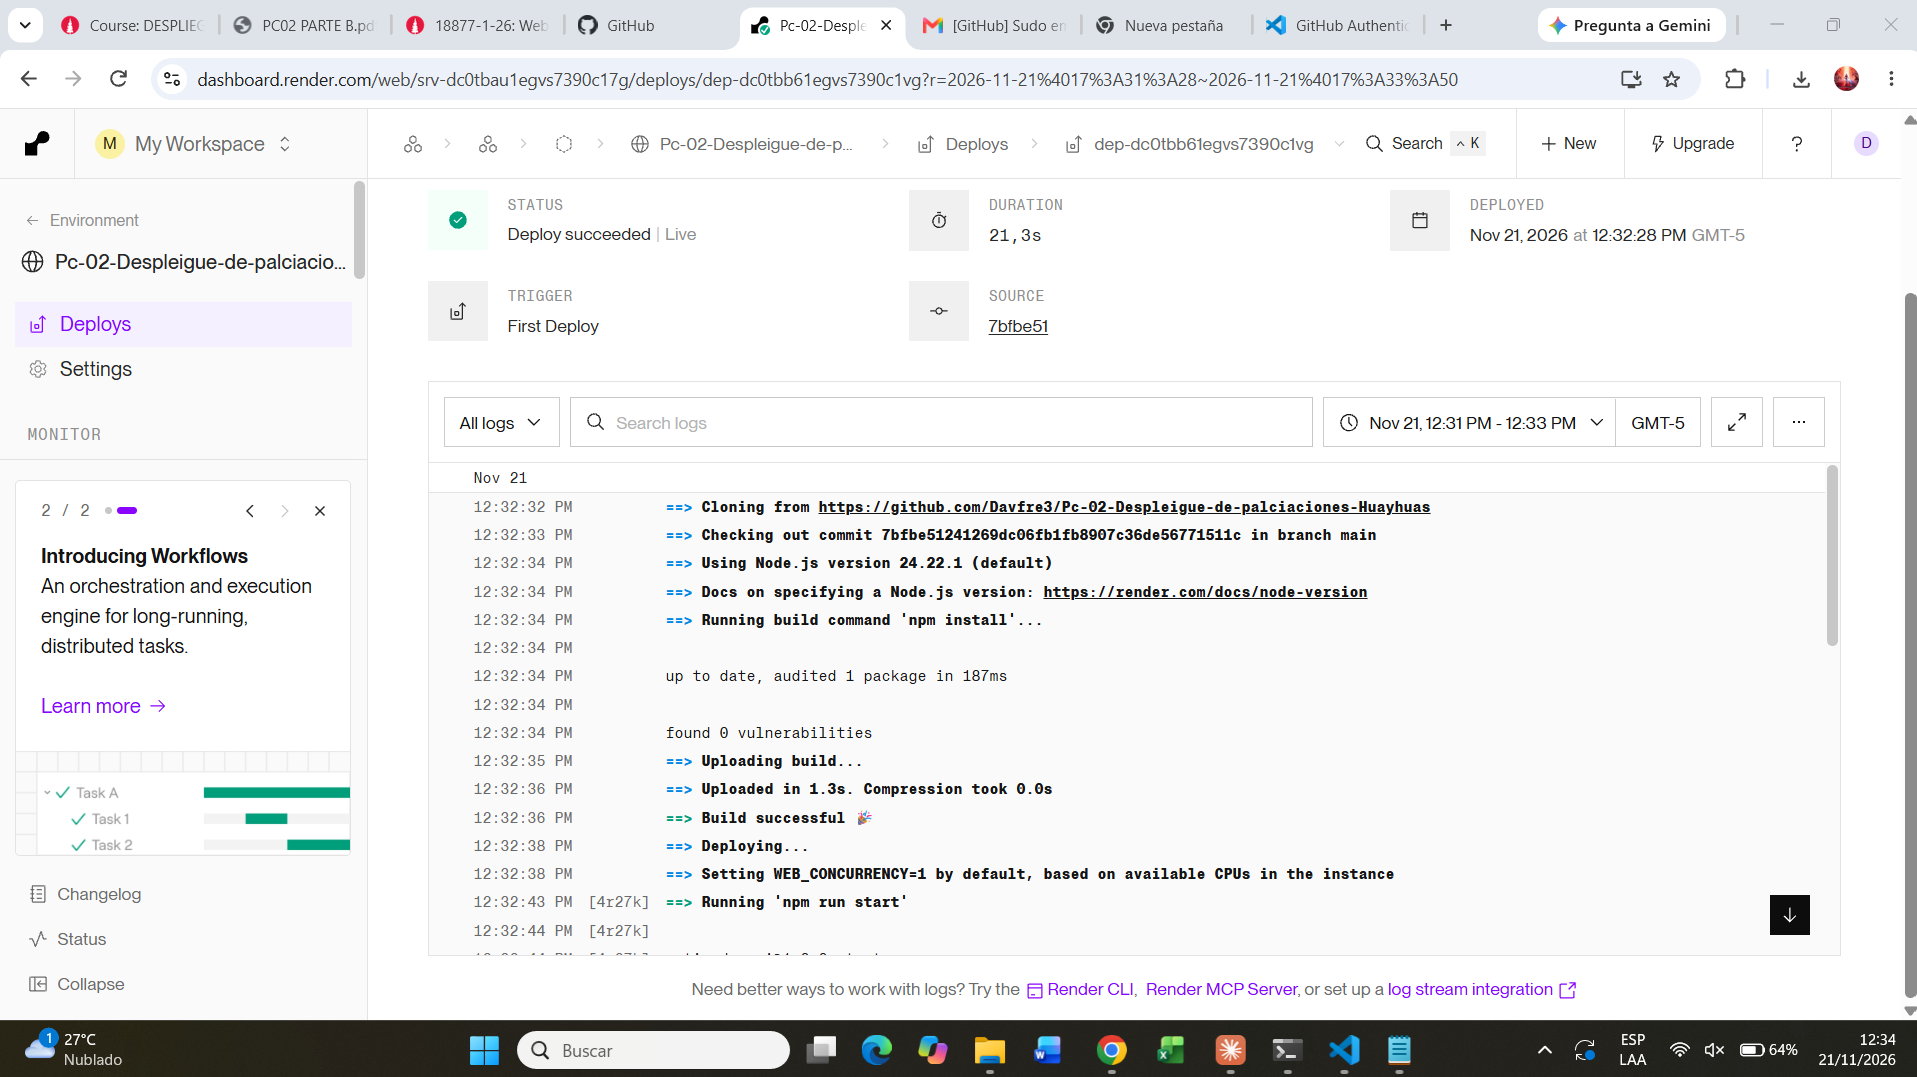 Course: DESPLIEG
PC02 PARTE B.pd
18877-1-26: Web
GitHub
Pc-02-Desple
[GitHub] Sudo em
Nueva pestaña
GitHub Authentic
Pregunta a Gemini
dashboard.render.com/web/srv-dc0tbau1egvs7390c17g/deploys/dep-dc0tbb61egvs7390c1vg?r=2026-11-21%4017%3A31%3A28~2026-11-21%4017%3A33%3A50
M My Workspace
Pc-02-Despleigue-de-p...
Deploys
dep-dc0tbb61egvs7390c1vg
Search
K
New
Upgrade
?
D
Environment
Pc-02-Despleigue-de-palciacio...
Deploys
Settings
MONITOR
2 / 2
Introducing Workflows
An orchestration and execution
engine for long-running,
distributed tasks.
Learn more →
Task A
Task 1
Task 2
Changelog
Status
Collapse
STATUS
Deploy succeeded | Live
DURATION
21,3s
DEPLOYED
Nov 21, 2026 at 12:32:28 PM GMT-5
TRIGGER
First Deploy
SOURCE
7bfbe51
All logs
Search logs
Nov 21, 12:31 PM - 12:33 PM
GMT-5
Nov 21
12:32:32 PM ==> Cloning from https://github.com/Davfre3/Pc-02-Despleigue-de-palciaciones-Huayhuas
12:32:33 PM ==> Checking out commit 7bfbe51241269dc06fb1fb8907c36de56771511c in branch main
12:32:34 PM ==> Using Node.js version 24.22.1 (default)
12:32:34 PM ==> Docs on specifying a Node.js version: https://render.com/docs/node-version
12:32:34 PM ==> Running build command 'npm install'...
12:32:34 PM
12:32:34 PM up to date, audited 1 package in 187ms
12:32:34 PM
12:32:34 PM found 0 vulnerabilities
12:32:35 PM ==> Uploading build...
12:32:36 PM ==> Uploaded in 1.3s. Compression took 0.0s
12:32:36 PM ==> Build successful 🎉
12:32:38 PM ==> Deploying...
12:32:38 PM ==> Setting WEB_CONCURRENCY=1 by default, based on available CPUs in the instance
12:32:43 PM [4r27k] ==> Running 'npm run start'
12:32:44 PM [4r27k]
Need better ways to work with logs? Try the Render CLI, Render MCP Server, or set up a log stream integration
1
27°C
Nublado
Buscar
ESP
LAA
64%
12:34
21/11/2026